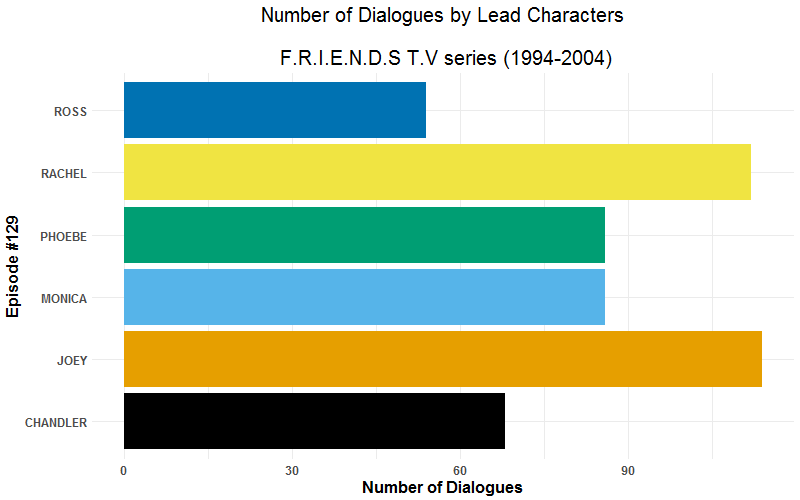 Number of Dialogues by Lead Characters
F.R.I.E.N.D.S T.V series (1994-2004)
Episode #129
ROSS
RACHEL
PHOEBE
MONICA
JOEY
CHANDLER
0 30 60 90
Number of Dialogues